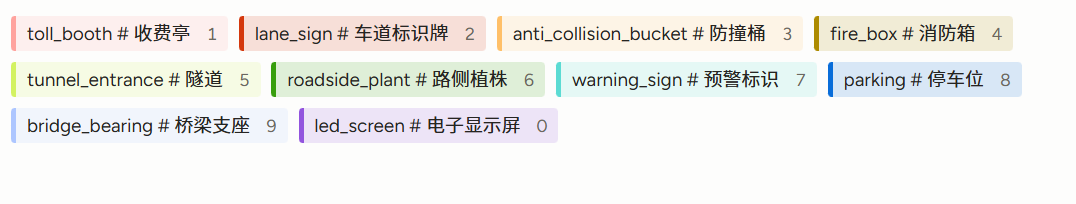 toll_booth # 收费亭 1 lane_sign # 车道标识牌 2 anti_collision_bucket # 防撞桶 3 fire_box # 消防箱 4
tunnel_entrance # 隧道 5 roadside_plant # 路侧植株 6 warning_sign # 预警标识 7 parking # 停车位 8
bridge_bearing # 桥梁支座 9 led_screen # 电子显示屏 0